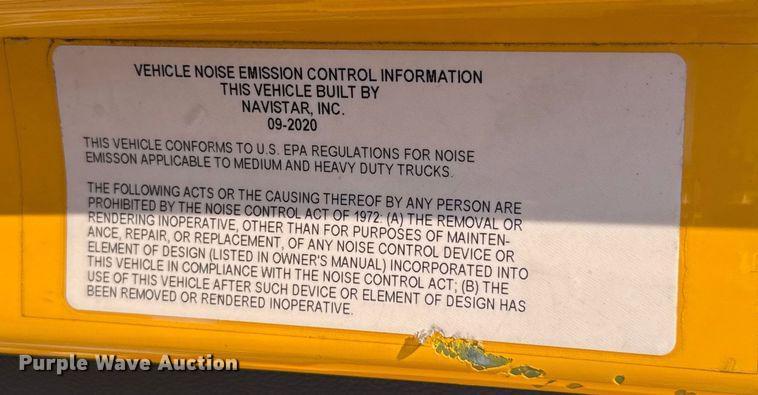 VEHICLE NOISE EMISSION CONTROL INFORMATION
THIS VEHICLE BUILT BY
NAVISTAR, INC.
09-2020
THIS VEHICLE CONFORMS TO U.S. EPA REGULATIONS FOR NOISE
EMISSON APPLICABLE TO MEDIUM AND HEAVY DUTY TRUCKS.
THE FOLLOWING ACTS OR THE CAUSING THEREOF BY ANY PERSON ARE
PROHIBITED BY THE NOISE CONTROL ACT OF 1972: (A) THE REMOVAL OR
RENDERING INOPERATIVE, OTHER THAN FOR PURPOSES OF MAINTEN-
ANCE, REPAIR, OR REPLACEMENT, OF ANY NOISE CONTROL DEVICE OR
ELEMENT OF DESIGN (LISTED IN OWNER'S MANUAL) INCORPORATED INTO
THIS VEHICLE IN COMPLIANCE WITH THE NOISE CONTROL ACT; (B) THE
USE OF THIS VEHICLE AFTER SUCH DEVICE OR ELEMENT OF DESIGN HAS
BEEN REMOVED OR RENDERED INOPERATIVE.
Purple Wave Auction